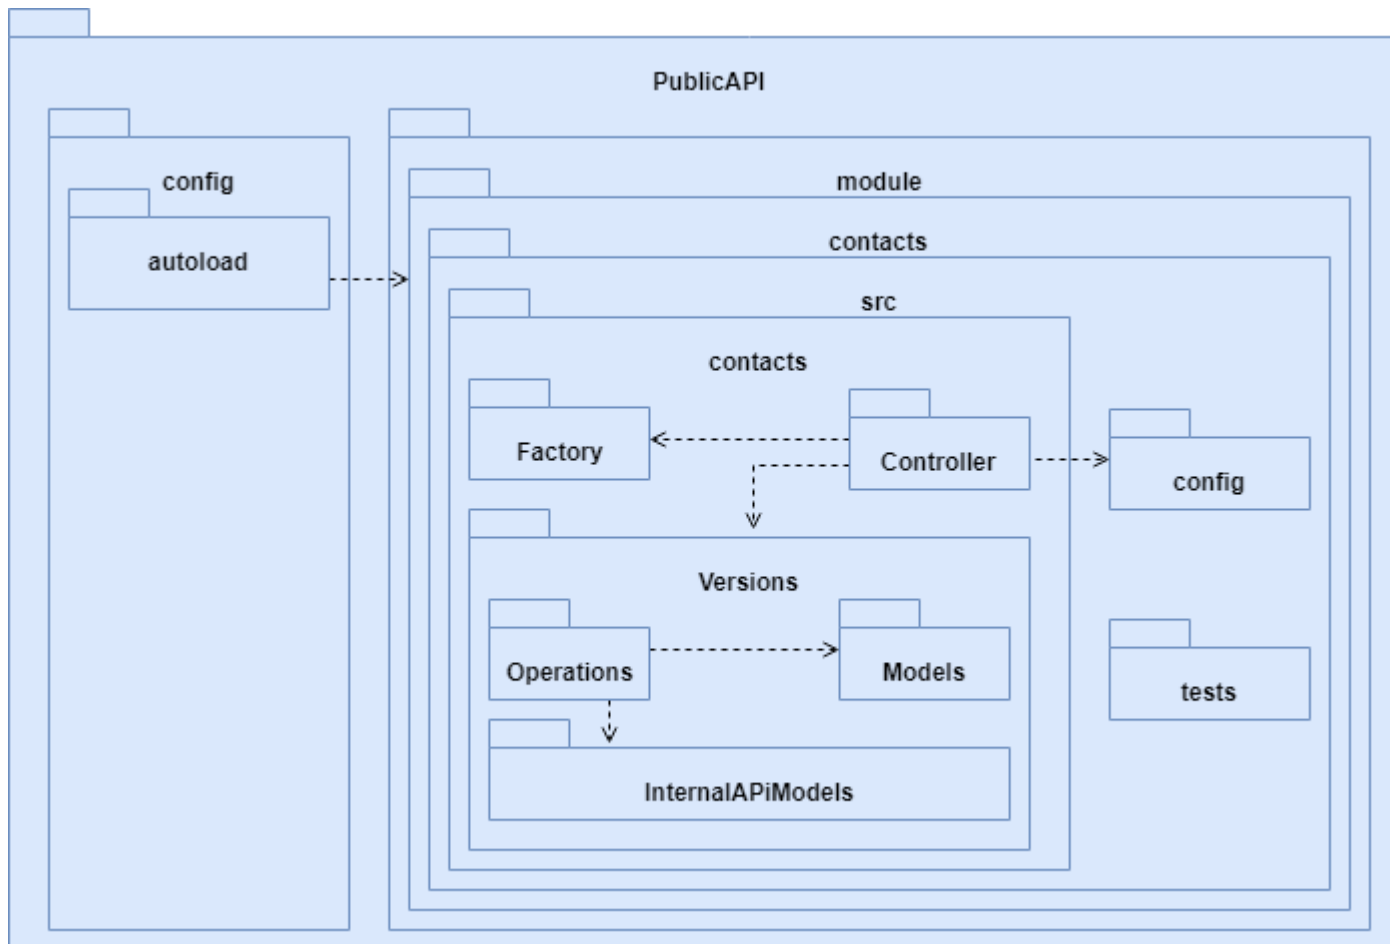 PublicAPI
config
module
autoload
contacts
src
contacts
Factory
Controller
config
Versions
Operations
Models
tests
InternalAPiModels